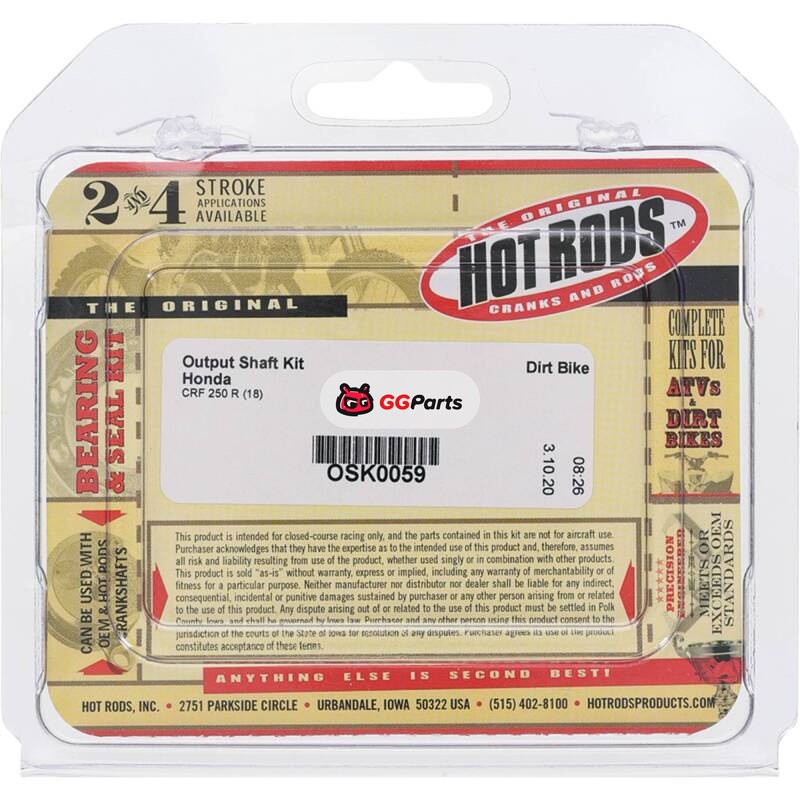 2 AND 4
STROKE
APPLICATIONS
AVAILABLE
THE ORIGINAL
HOT RODS™
CRANKS AND RODS
THE ORIGINAL
BEARING
& SEAL KIT
COMPLETE
KITS FOR
ATVs
&
DIRT
BIKES
Output Shaft Kit
Honda
CRF 250 R (18)
Dirt Bike
GG GGParts
OSK0059
3.10.20
08:26
CAN BE USED WITH
OEM & HOT RODS
CRANKSHAFTS
This product is intended for closed-course racing only, and the parts contained in this kit are not for aircraft use.
Purchaser acknowledges that they have the expertise as to the intended use of this product and, therefore, assumes
all risk and liability resulting from use of the product, whether used singly or in combination with other products.
This product is sold "as-is" without warranty, express or implied, including any warranty of merchantability or of
fitness for a particular purpose. Neither manufacturer nor distributor nor dealer shall be liable for any indirect,
consequential, incidental or punitive damages sustained by purchaser or any other person arising from or related
to the use of this product. Any dispute arising out of or related to the use of this product must be settled in Polk
County, Iowa, and shall be governed by Iowa law. Purchaser and any other person using this product consent to the
jurisdiction of the courts of the State of Iowa for resolution of any disputes. Purchaser agrees its use of the product
constitutes acceptance of these terms.
PRECISION
ENGINEERED
MEETS OR
EXCEEDS OEM
STANDARDS
ANYTHING ELSE IS SECOND BEST!
HOT RODS, INC. • 2751 PARKSIDE CIRCLE • URBANDALE, IOWA 50322 USA • (515) 402-8100 • HOTRODSPRODUCTS.COM